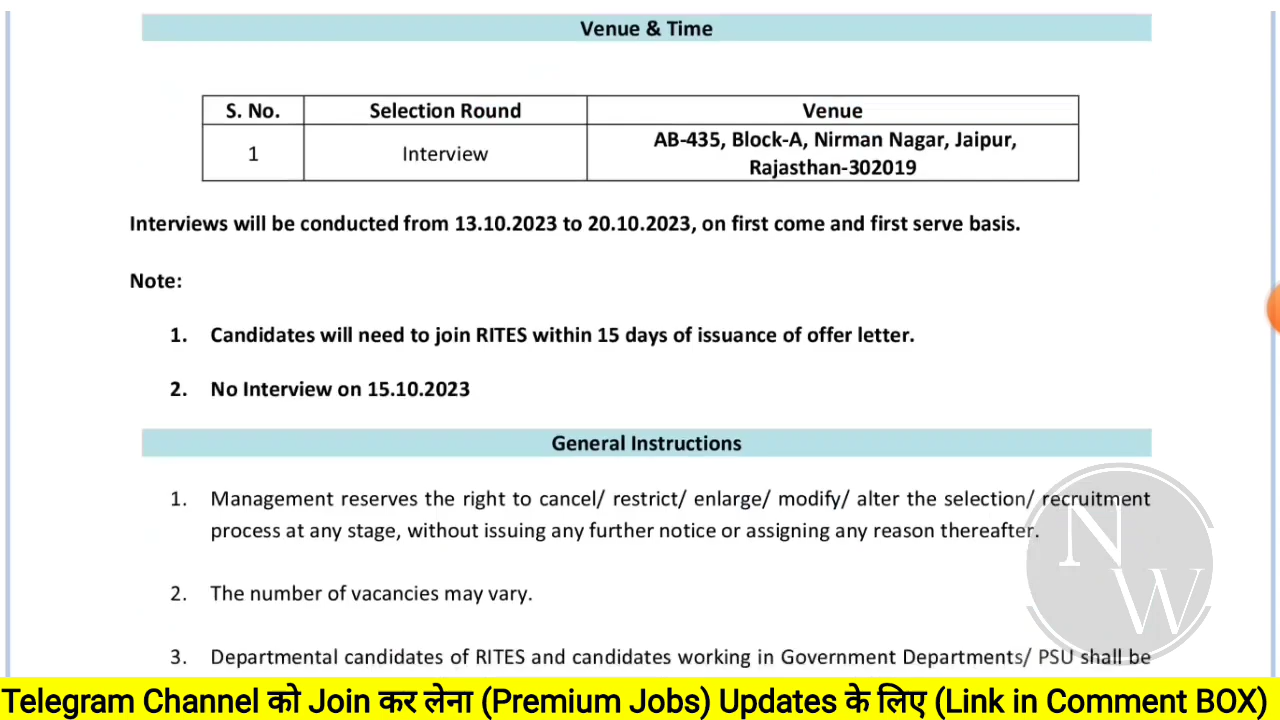 Venue & Time
S. No. Selection Round Venue
1 Interview AB-435, Block-A, Nirman Nagar, Jaipur,
Rajasthan-302019
Interviews will be conducted from 13.10.2023 to 20.10.2023, on first come and first serve basis.
Note:
1. Candidates will need to join RITES within 15 days of issuance of offer letter.
2. No Interview on 15.10.2023
General Instructions
1. Management reserves the right to cancel/ restrict/ enlarge/ modify/ alter the selection/ recruitment
process at any stage, without issuing any further notice or assigning any reason thereafter.
2. The number of vacancies may vary.
3. Departmental candidates of RITES and candidates working in Government Departments/ PSU shall be
N
W
Telegram Channel को Join कर लेना (Premium Jobs) Updates के लिए (Link in Comment BOX)